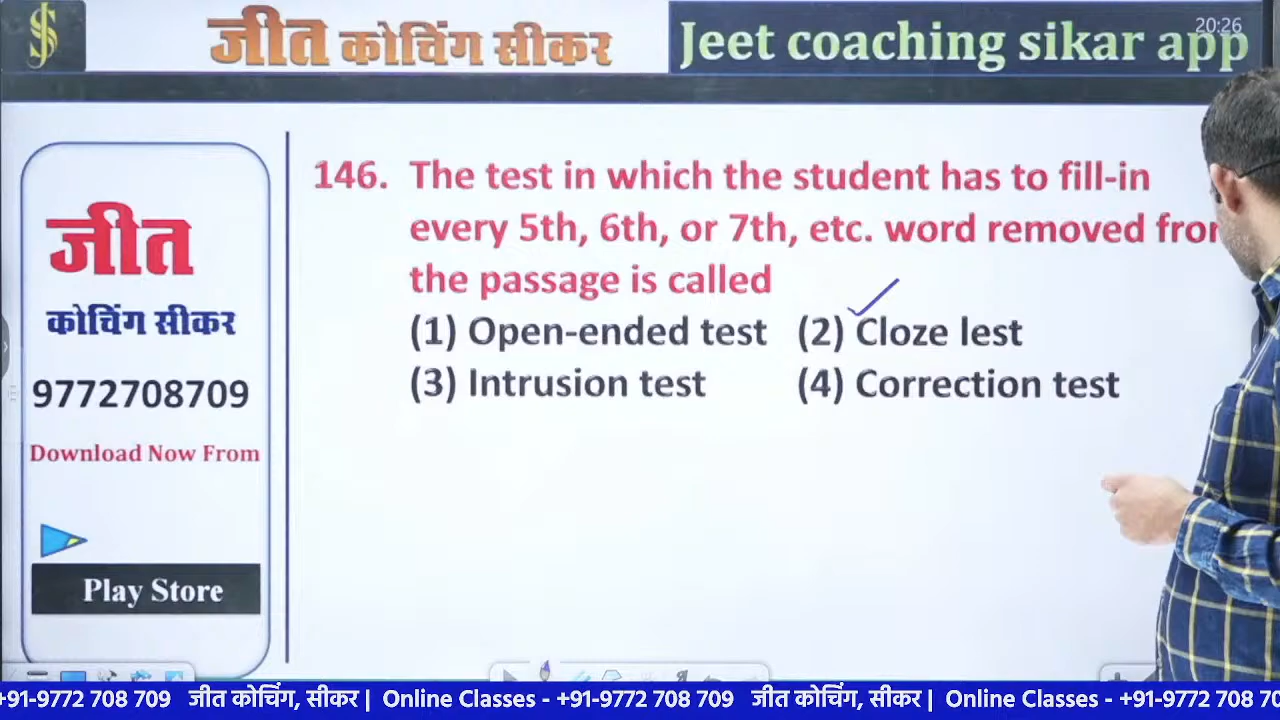 जीत कोचिंग सीकर
Jeet coaching sikar app
20:26
146. The test in which the student has to fill-in
every 5th, 6th, or 7th, etc. word removed
the passage is called
(1) Open-ended test (2) Cloze lest
(3) Intrusion test (4) Correction test
जीत
कोचिंग सीकर
9772708709
Download Now From
Play Store
+91-9772 708 709 जीत कोचिंग, सीकर | Online Classes - +91-9772 708 709 जीत कोचिंग, सीकर | Online Classes - +91-9772 708 70